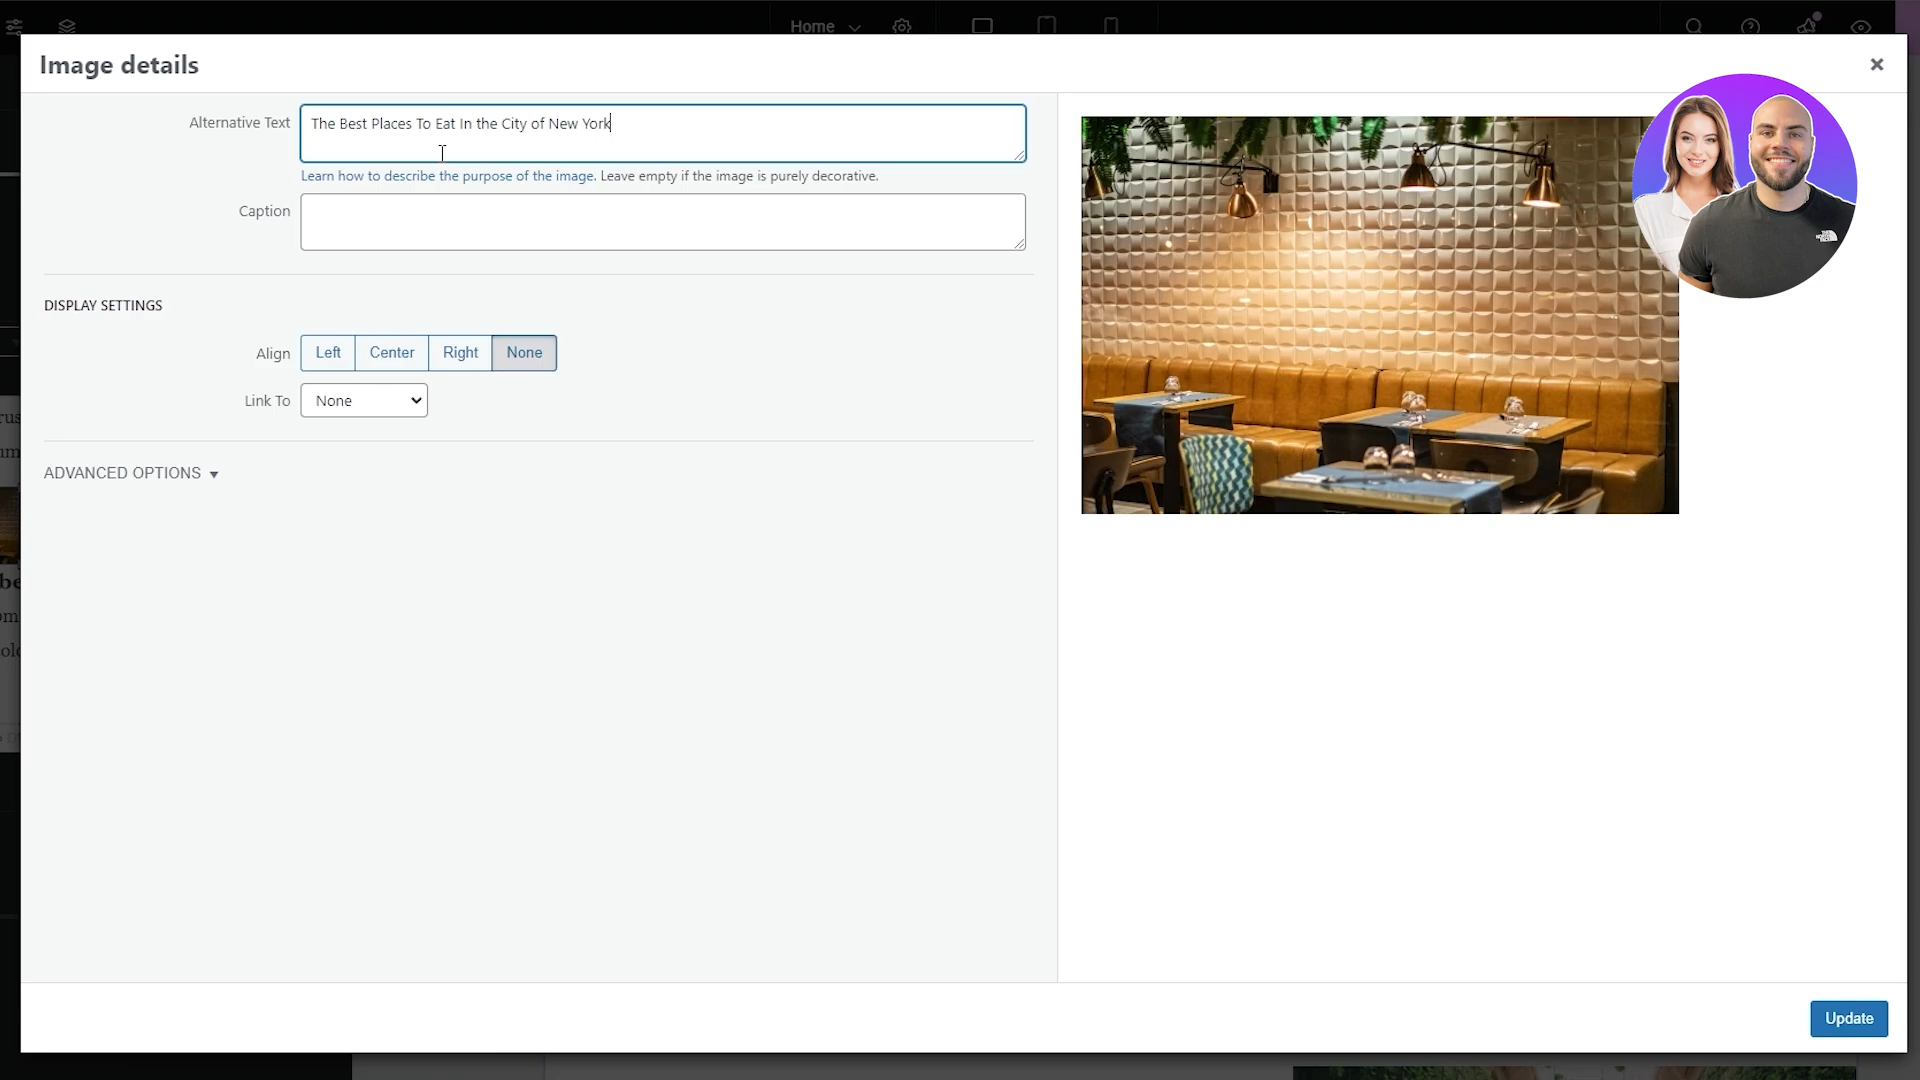 Home
Image details
Alternative Text
The Best Places To Eat In the City of New York
Learn how to describe the purpose of the image. Leave empty if the image is purely decorative.
Caption
DISPLAY SETTINGS
Align
Left
Center
Right
None
Link To
None
ADVANCED OPTIONS
Update